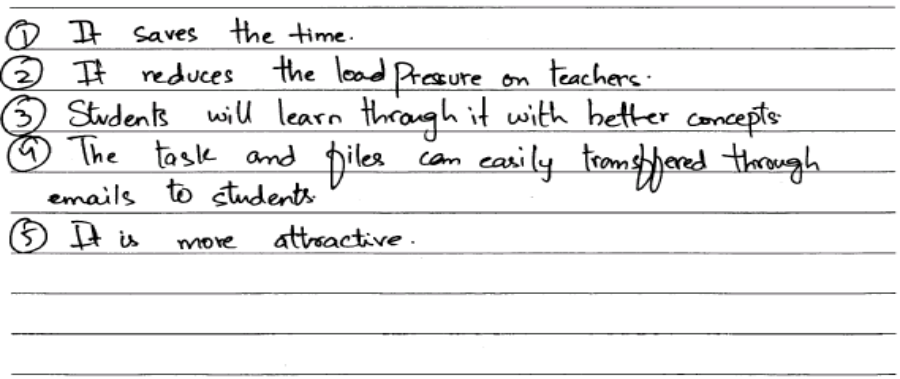 ① It saves the time.
② It reduces the load Pressure on teachers.
③ Students will learn through it with better concepts.
④ The task and files can easily transffered through
emails to students.
⑤ It is more attractive.